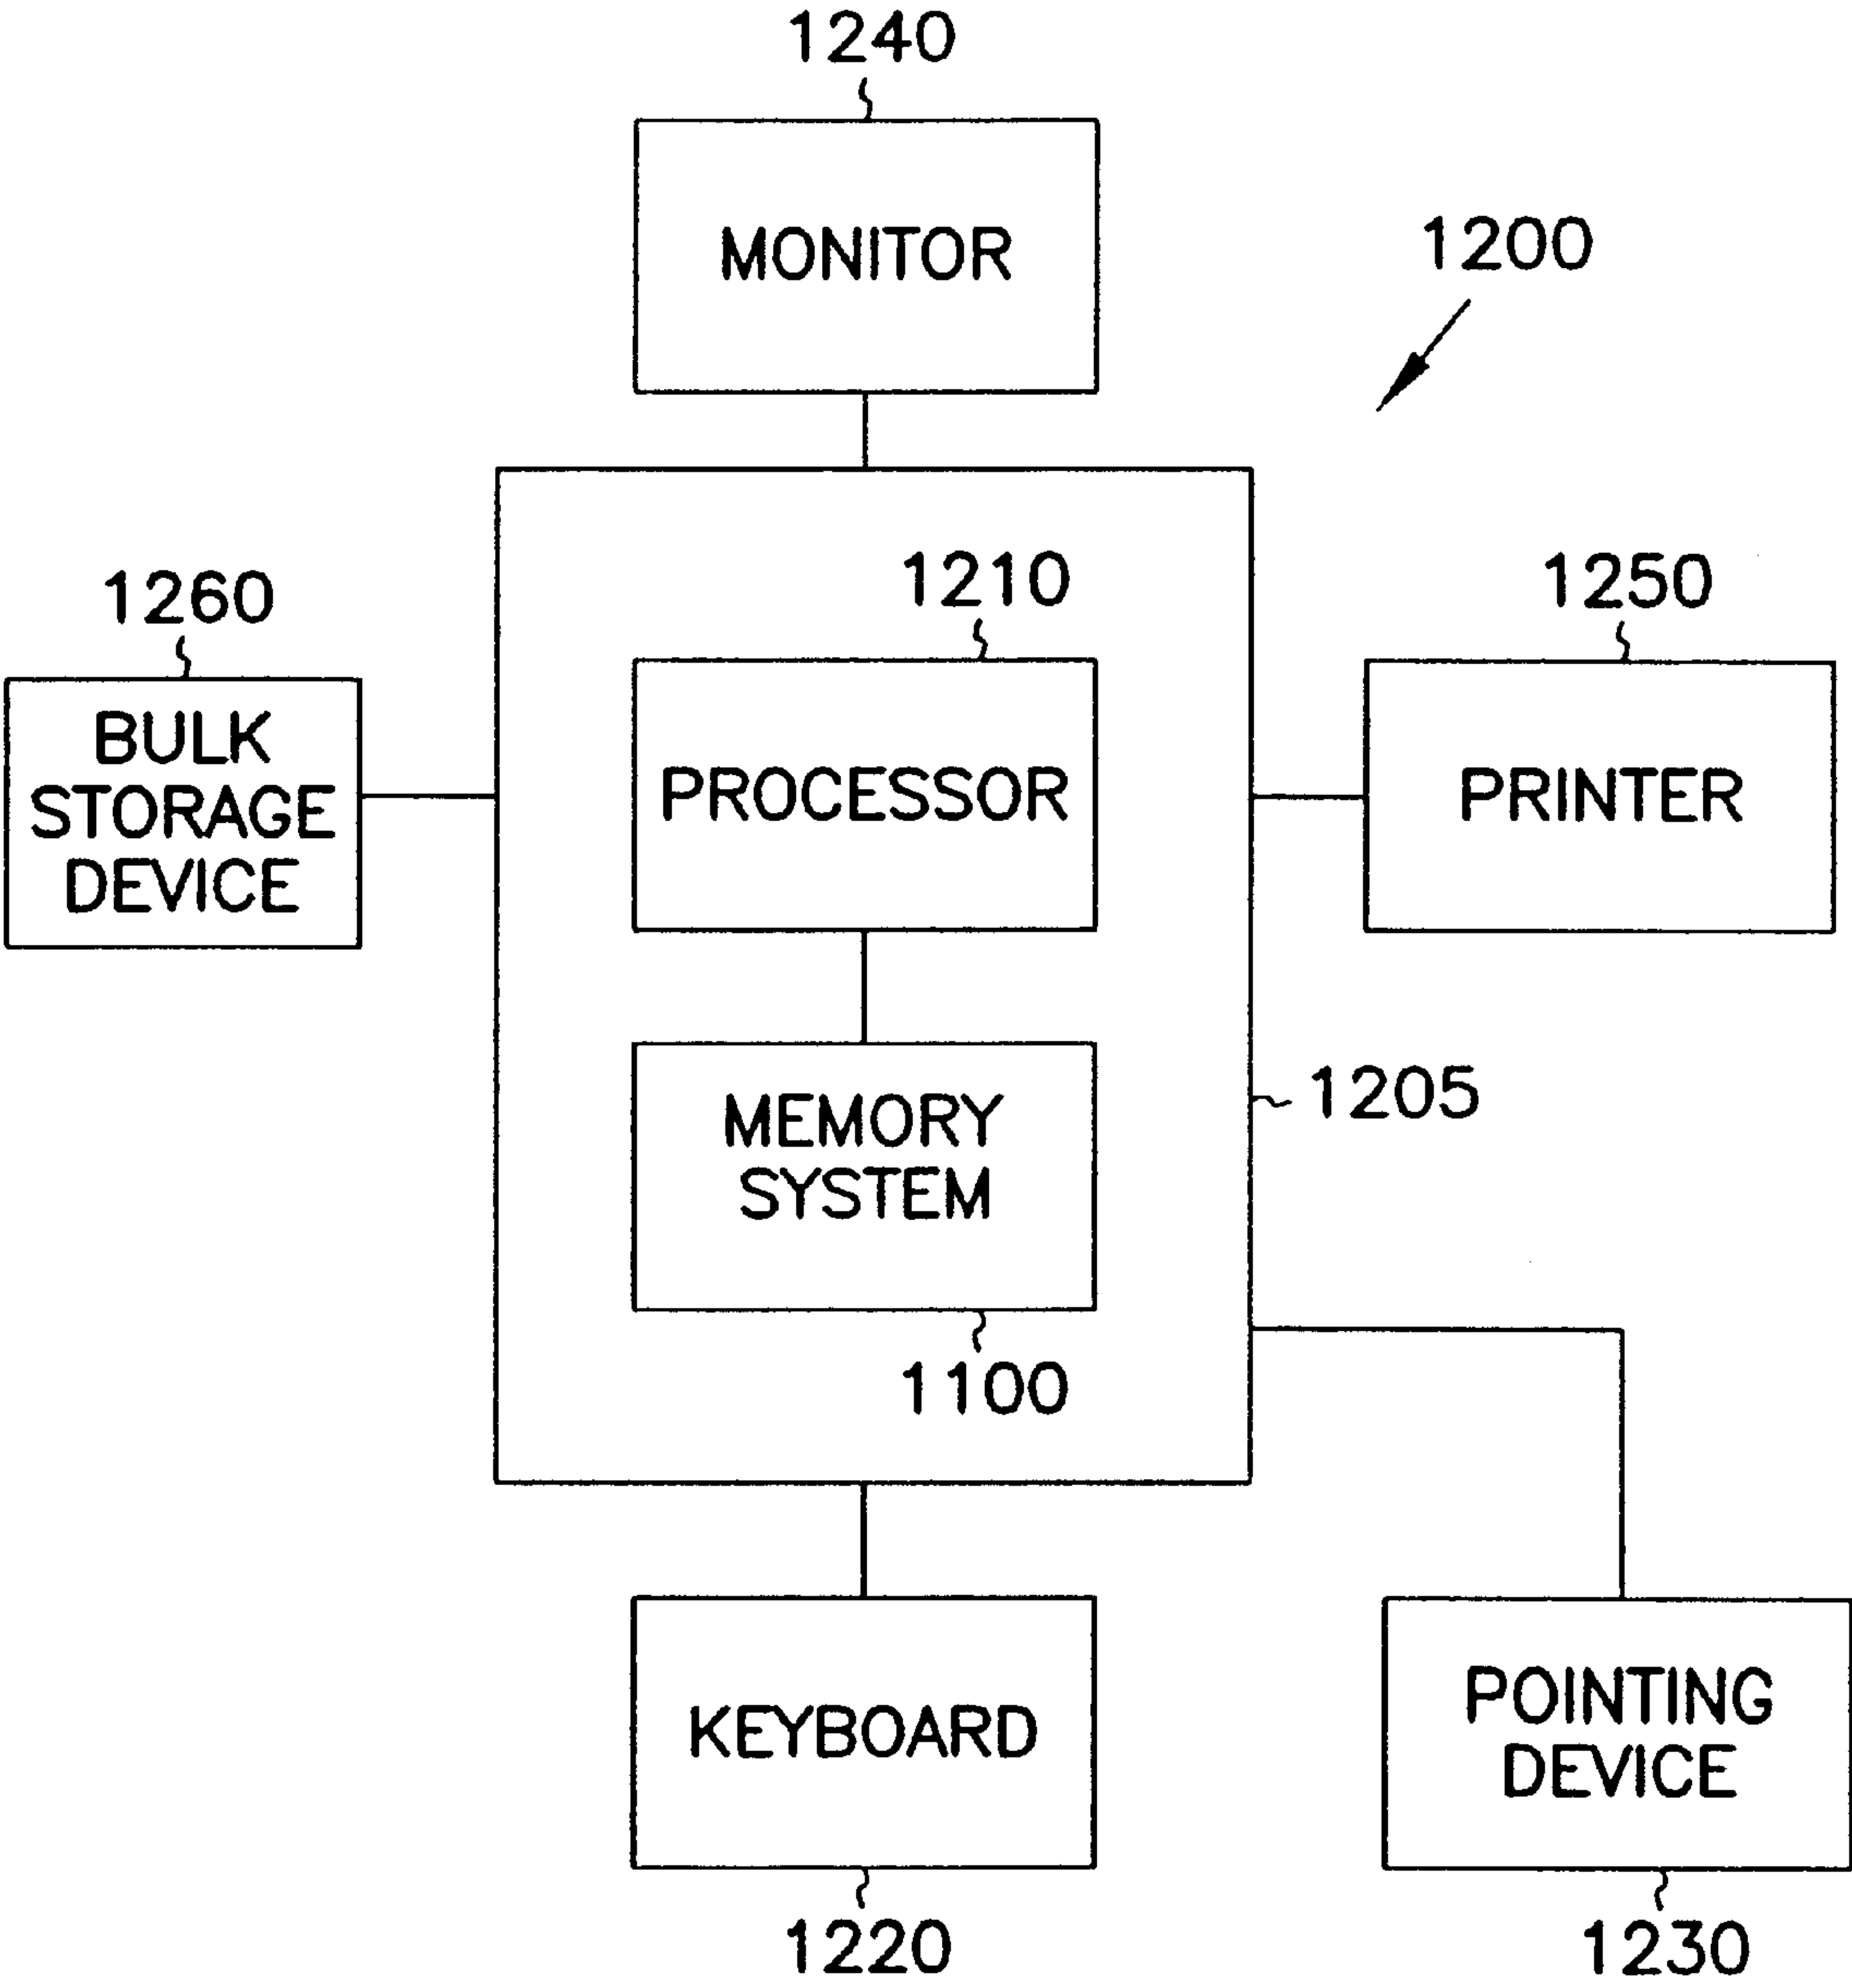 1240
MONITOR
1200
1260
BULK
STORAGE
DEVICE
1210
PROCESSOR
1250
PRINTER
MEMORY
SYSTEM
1100
1205
KEYBOARD
1220
POINTING
DEVICE
1230